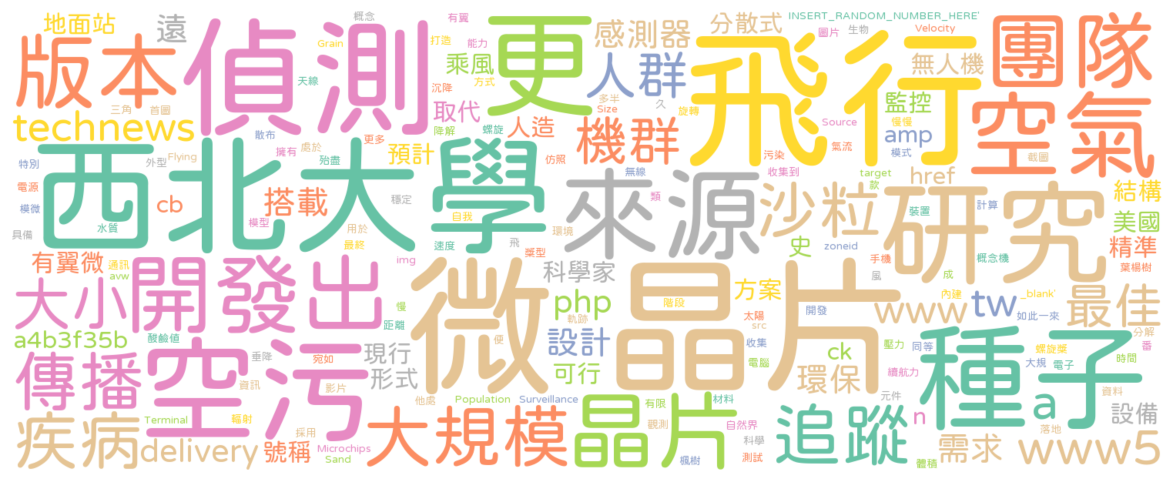 地面站
遠
概念
有翼
乘風
感測器
分散式
INSERT_RANDOM_NUMBER_HERE'
圖片
生物
Velocity
團隊
版本
偵測
更
人群
飛行
無人機
Grain
打造
能力
方式
天線
沉降
三角
首圖
取代
多半
Size
久
旋轉
監控
慢慢
空氣
technews
散布
更多
降解
螺旋
人造
機群
Source
amp
模式
氣流
截圖
特別
外型
Flying
處於
殆盡
預計
仿照
污染
收集到
target
款
西北大學
擁有
無線
來源
href
電源
cb
搭載
穩定
類
沙粒
裝置
計算
研究
結構
模微
模型
自我
美國
水質
用於
環境
史
手機
概念機
精準
具備
最終
速度
獎型
飛
zoneid
風
成
葉楊樹
有翼微
通訊
avw
img
開發出
科學家
微晶片
方案
內建
_blank'
大小
慢
距離
php
階段
軌跡
開發
www
tw
如此一來
最佳
a4b3f35b
酸鹼值
太陽
src
便
設計
收集
ck
壓力
同等
螺旋槳
分解
番
傳播
空污
垂降
宛如
現行
電腦
環保
續航力
大規
電子
時間
種子
資訊
影片
形式
可行
元件
a
資料
設備
疾病
Terminal
輻射
他處
Population
Surveillance
有限
材料
n
落地
delivery
採用
號稱
大規模
晶片
觀測
自然界
科學
追蹤
需求
www5
Microchips
Sand
楓樹
測試
體積